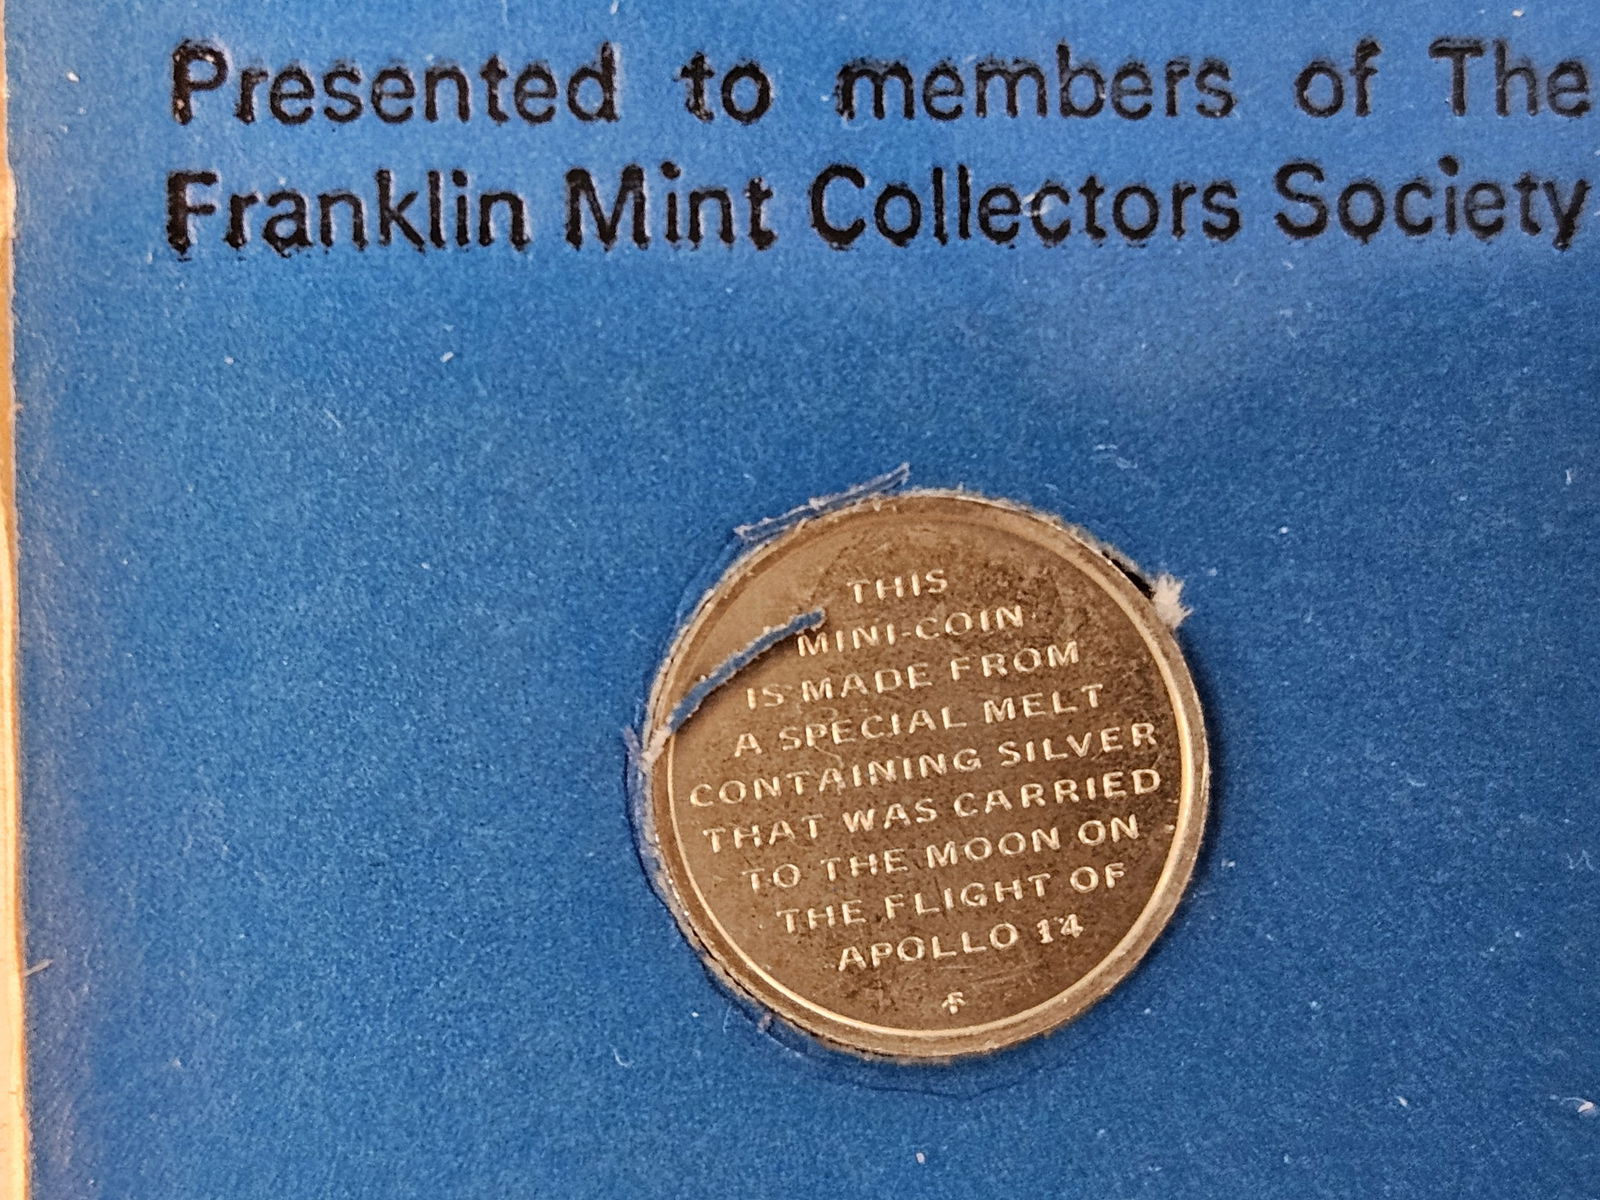 Presented to members of The
Franklin Mint Collectors Society
THIS
MINI-COIN
IS MADE FROM
A SPECIAL MELT
CONTAINING SILVER
THAT WAS CARRIED
TO THE MOON ON
THE FLIGHT OF
APOLLO 14
F